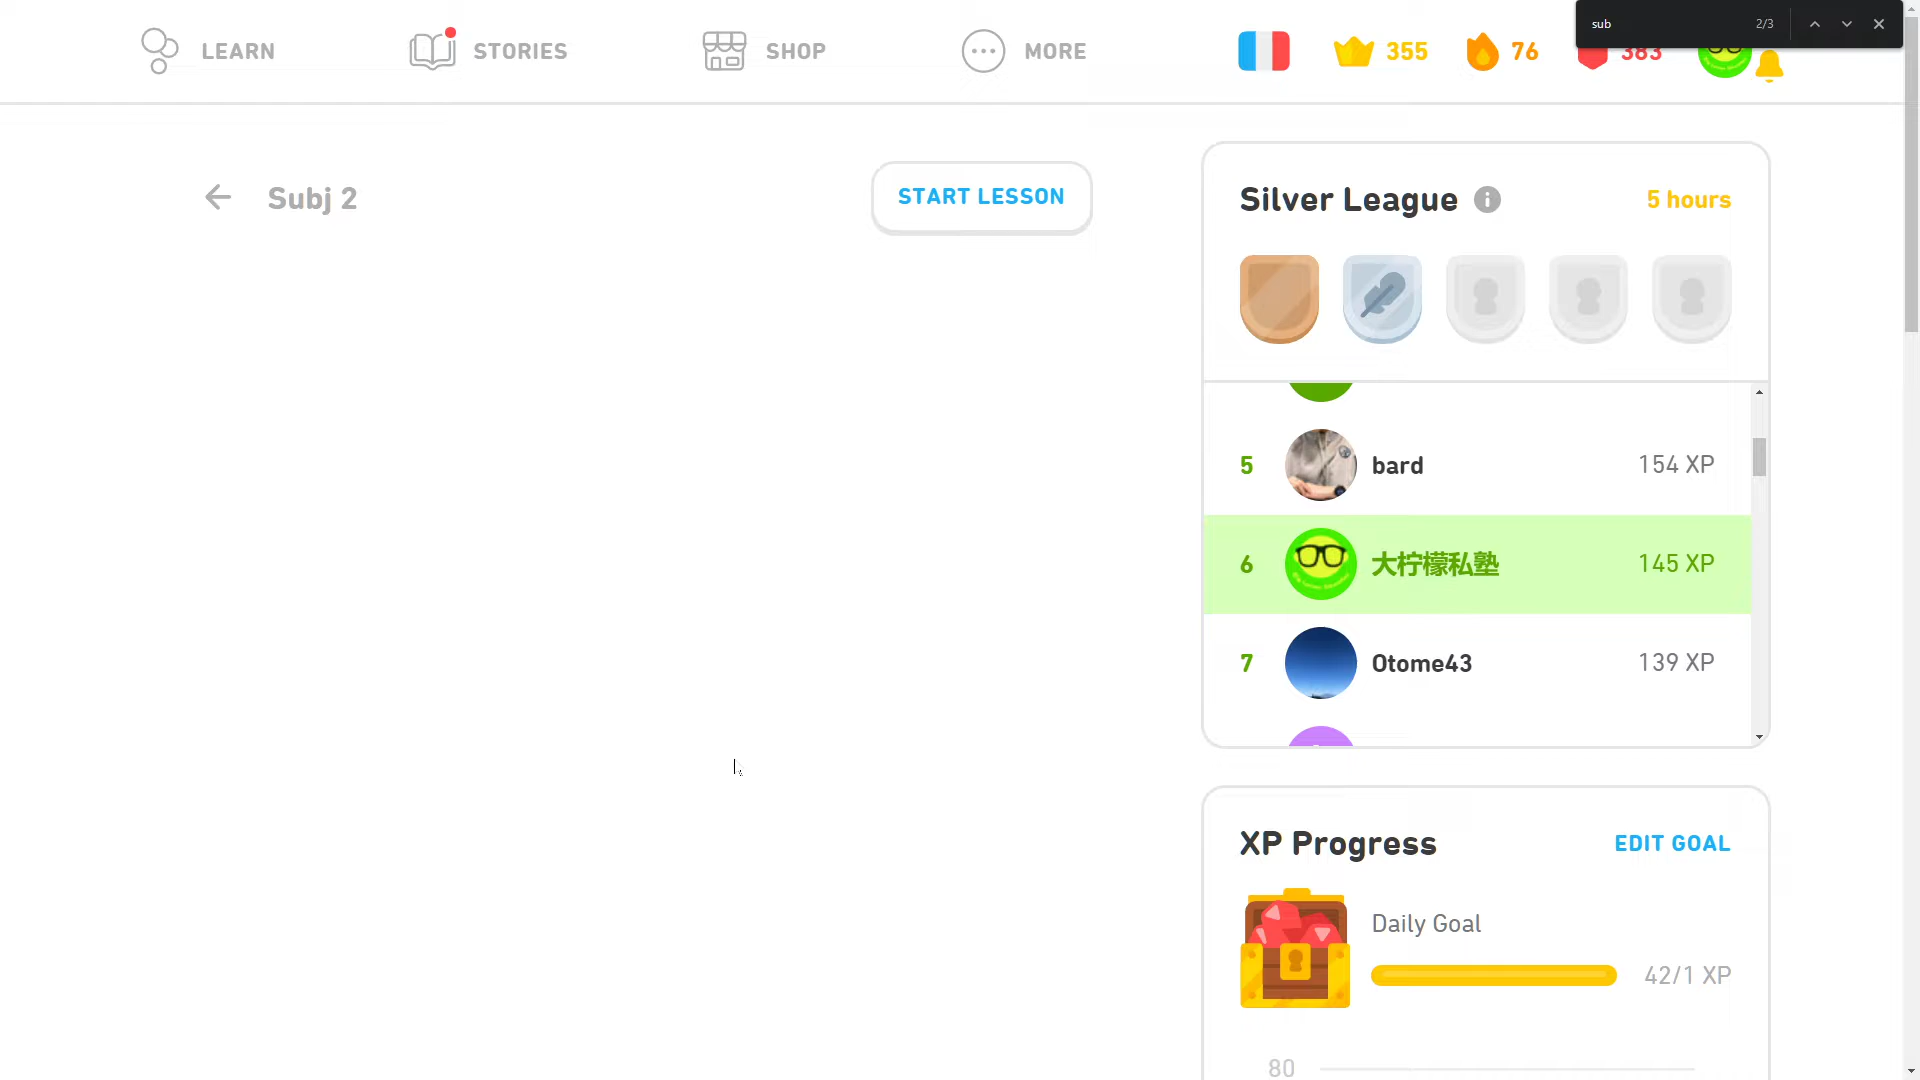 sub 2/3
LEARN STORIES SHOP MORE 355 76 383
Subj 2 START LESSON
Silver League 5 hours
5 bard 154 XP
6 大柠檬私塾 145 XP
7 Otome43 139 XP
XP Progress EDIT GOAL
Daily Goal
42/1 XP
80